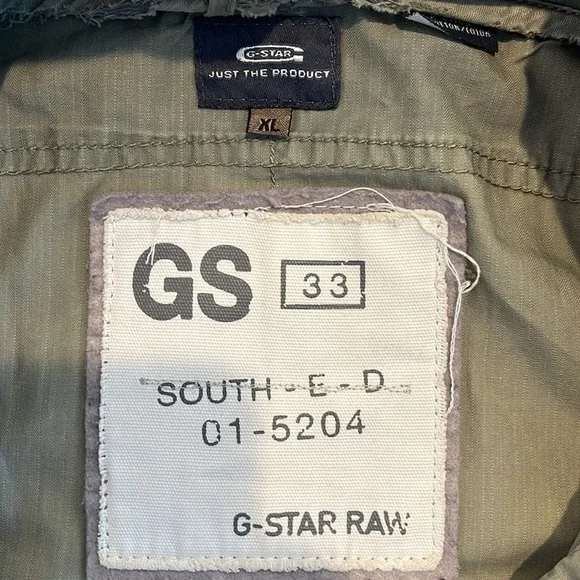 G-STAR
JUST THE PRODUCT
XL
GS 33
SOUTH-E-D
01-5204
G-STAR RAW